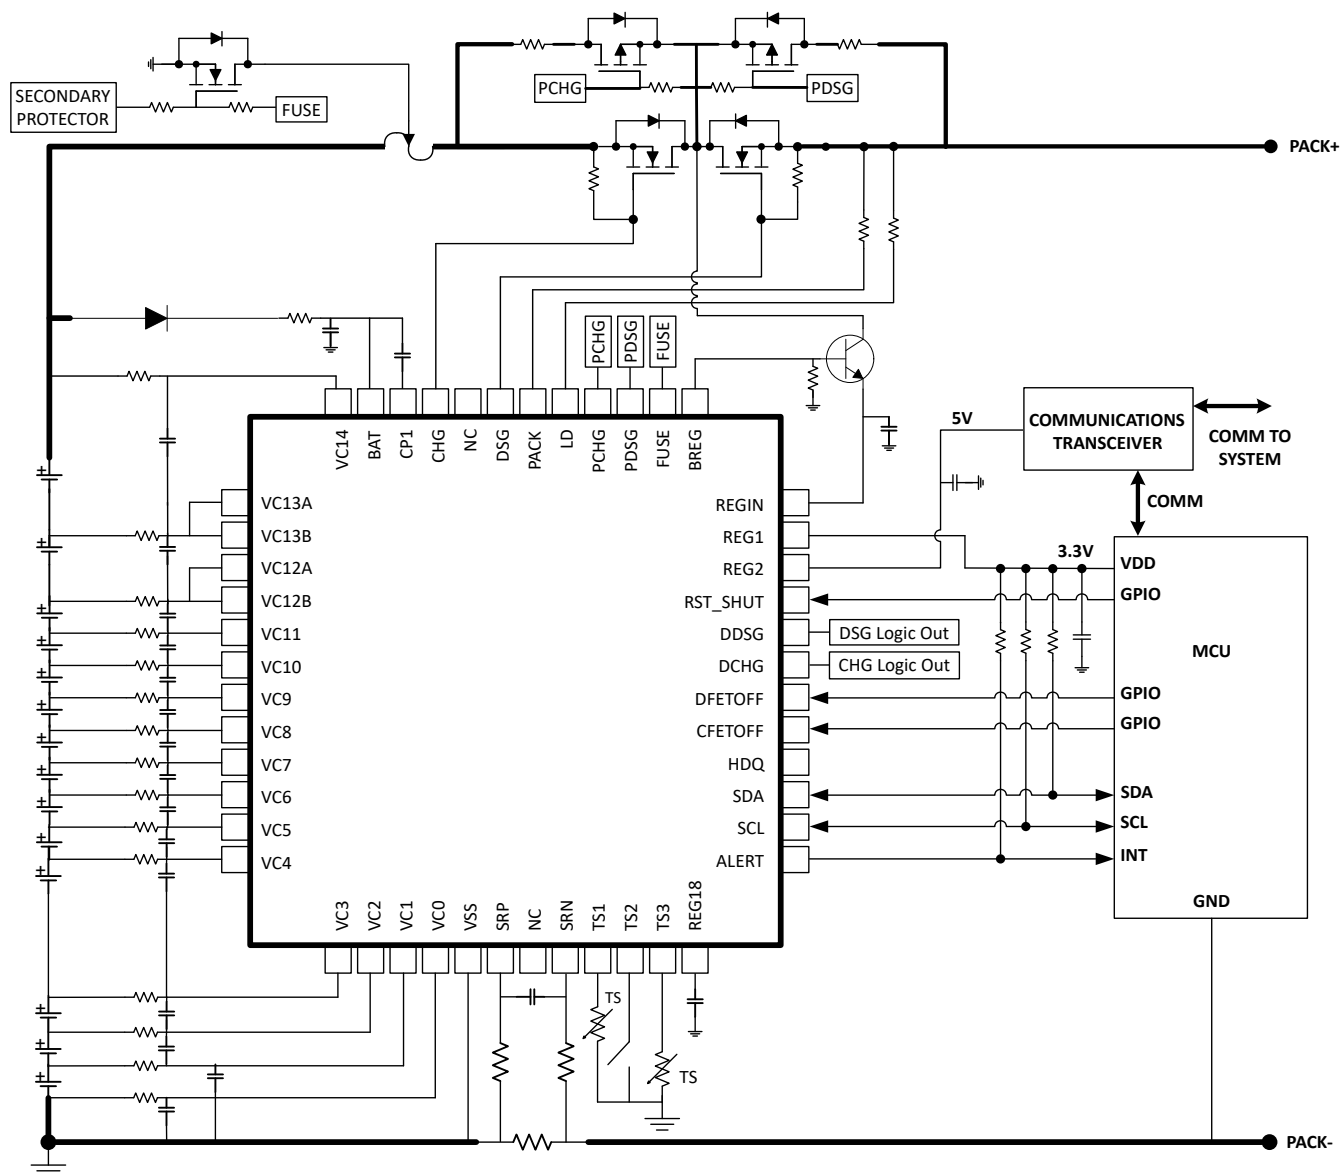 SECONDARY
PROTECTOR
FUSE
PCHG
PDSG
PACK+
PCHG
PDSG
FUSE
VC14
BAT
CP1
CHG
NC
DSG
PACK
LD
PCHG
PDSG
FUSE
BREG
5V
COMMUNICATIONS
TRANSCEIVER
COMM TO
SYSTEM
COMM
VC13A
VC13B
VC12A
VC12B
VC11
VC10
VC9
VC8
VC7
VC6
VC5
VC4
REGIN
REG1
REG2
RST_SHUT
DDSG
DCHG
DFETOFF
CFETOFF
HDQ
SDA
SCL
ALERT
DSG Logic Out
CHG Logic Out
3.3V
VDD
GPIO
MCU
GPIO
GPIO
SDA
SCL
INT
GND
VC3
VC2
VC1
VC0
VSS
SRP
NC
SRN
TS1
TS2
TS3
REG18
TS
TS
PACK-
+
+
+
+
+
+
+
+
+
+
+
+
+
+